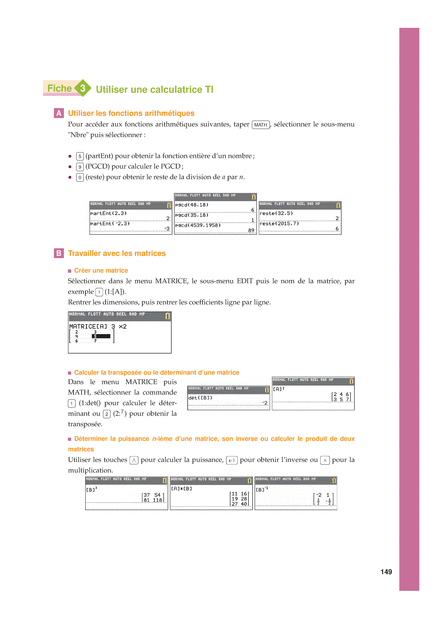 Fiche 3 Utiliser une calculatrice TI
A Utiliser les fonctions arithmétiques
Pour accéder aux fonctions arithmétiques suivantes, taper MATH, sélectionner le sous-menu
"Nbre" puis sélectionner :
• 5 (partEnt) pour obtenir la fonction entière d'un nombre ;
• 9 (PGCD) pour calculer le PGCD ;
• 0 (reste) pour obtenir le reste de la division de a par n.
NORMAL FLOTT AUTO RÉEL RAD MP
partEnt(2.3)
2
partEnt(-2.3)
-3
NORMAL FLOTT AUTO RÉEL RAD MP
pgcd(48,18)
6
pgcd(35,18)
1
pgcd(4539,1958)
89
NORMAL FLOTT AUTO RÉEL RAD MP
reste(32,5)
2
reste(2015,7)
6
B Travailler avec les matrices
Créer une matrice
Sélectionner dans le menu MATRICE, le sous-menu EDIT puis le nom de la matrice, par
exemple 1 (1:[A]).
Rentrer les dimensions, puis rentrer les coefficients ligne par ligne.
NORMAL FLOTT AUTO RÉEL RAD MP
MATRICE[A] 3 ×2
2 3
4 5
6 7
Calculer la transposée ou le déterminant d'une matrice
Dans le menu MATRICE puis
MATH, sélectionner la commande
1 (1:det() pour calculer le déter-
minant ou 2 (2:T) pour obtenir la
transposée.
NORMAL FLOTT AUTO RÉEL RAD MP
det([B])
-2
NORMAL FLOTT AUTO RÉEL RAD MP
[A]T
[2 4 6]
[3 5 7]
Déterminer la puissance n-ième d'une matrice, son inverse ou calculer le produit de deux
matrices
Utiliser les touches ^ pour calculer la puissance, x-1 pour obtenir l'inverse ou × pour la
multiplication.
NORMAL FLOTT AUTO RÉEL RAD MP
[B]3
[37 54]
[81 118]
NORMAL FLOTT AUTO RÉEL RAD MP
[A]*[B]
[11 16]
[19 28]
[27 40]
NORMAL FLOTT AUTO RÉEL RAD MP
[B]-1
-2 1
149